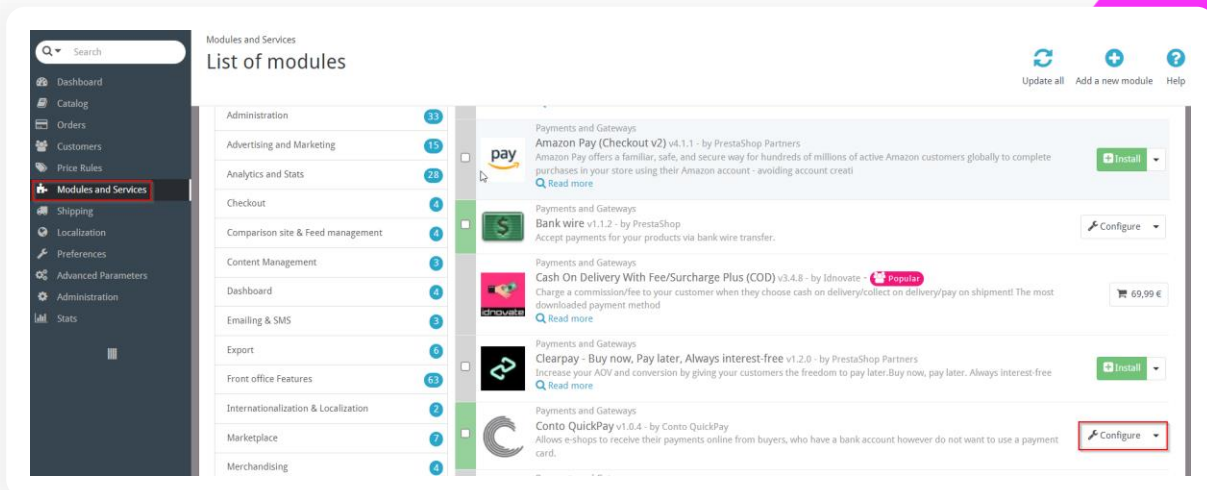 Search
Dashboard
Catalog
Orders
Customers
Price Rules
Modules and Services
Shipping
Localization
Preferences
Advanced Parameters
Administration
Stats
Modules and Services
List of modules
Update all
Add a new module
Help
Administration 33
Advertising and Marketing 15
Analytics and Stats 28
Checkout 4
Comparison site & Feed management 4
Content Management 3
Dashboard 4
Emailing & SMS 3
Export 6
Front office Features 63
Internationalization & Localization 2
Marketplace 7
Merchandising 4
pay
Payments and Gateways
Amazon Pay (Checkout v2) v4.1.1 - by PrestaShop Partners
Amazon Pay offers a familiar, safe, and secure way for hundreds of millions of active Amazon customers globally to complete
purchases in your store using their Amazon account - avoiding account creati
Read more
Install
Payments and Gateways
Bank wire v1.1.2 - by PrestaShop
Accept payments for your products via bank wire transfer.
Configure
idnovate
Payments and Gateways
Cash On Delivery With Fee/Surcharge Plus (COD) v3.4.8 - by Idnovate - Popular
Charge a commission/fee to your customer when they choose cash on delivery/collect on delivery/pay on shipment! The most
downloaded payment method
Read more
69,99 €
Payments and Gateways
Clearpay - Buy now, Pay later, Always interest-free v1.2.0 - by PrestaShop Partners
Increase your AOV and conversion by giving your customers the freedom to pay later.Buy now, pay later. Always interest-free
Read more
Install
Payments and Gateways
Conto QuickPay v1.0.4 - by Conto QuickPay
Allows e-shops to receive their payments online from buyers, who have a bank account however do not want to use a payment
card.
Configure